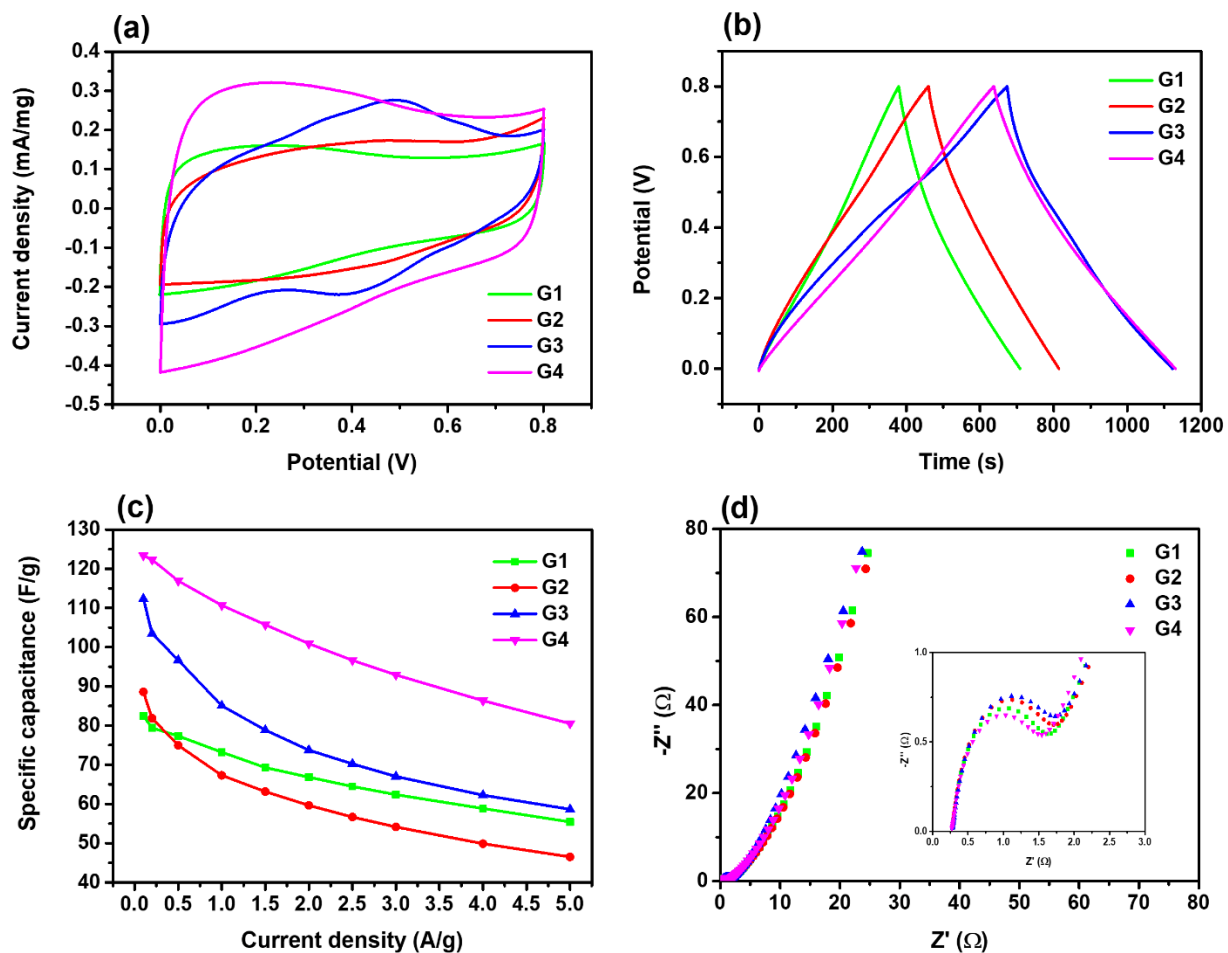 (a)
Current density (mA/mg)
0.4
0.3
0.2
0.1
0.0
-0.1
-0.2
-0.3
-0.4
-0.5
0.0 0.2 0.4 0.6 0.8
Potential (V)
G1
G2
G3
G4
(b)
Potential (V)
0.8
0.6
0.4
0.2
0.0
0 200 400 600 800 1000 1200
Time (s)
G1
G2
G3
G4
(c)
Specific capacitance (F/g)
130
120
110
100
90
80
70
60
50
40
0.0 0.5 1.0 1.5 2.0 2.5 3.0 3.5 4.0 4.5 5.0
Current density (A/g)
G1
G2
G3
G4
(d)
-Z'' (Ω)
80
60
40
20
0
0 5 10 15 20 25 30 35 40 45 50 55 60 65 70 75 80
Z' (Ω)
G1
G2
G3
G4
-Z'' (Ω)
1.0
0.5
0
0.0 1.0 2.0 3.0
Z' (Ω)